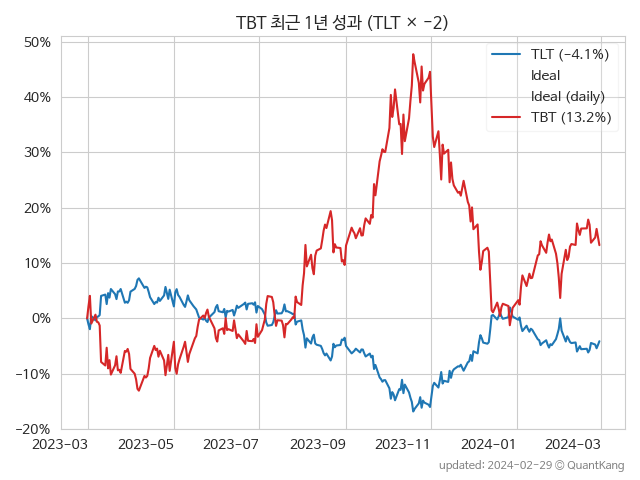 TBT 최근 1년 성과 (TLT × −2)
50%
40%
30%
20%
10%
0%
−10%
−20%
TLT (−4.1%)
Ideal
Ideal (daily)
TBT (13.2%)
2023−03
2023−05
2023−07
2023−09
2023−11
2024−01
2024−03
updated: 2024−02−29 © QuantKang